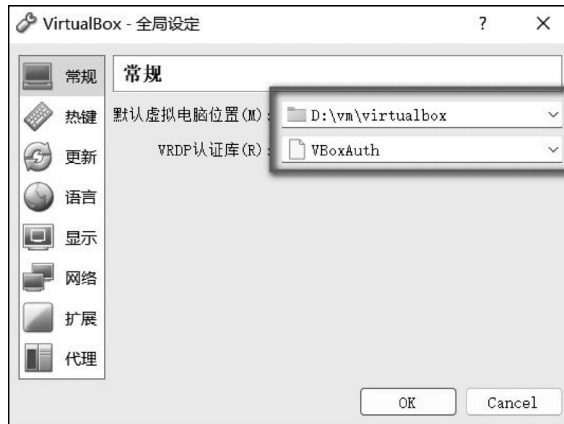 VirtualBox - 全局设定
?
常规
热键
更新
语言
显示
网络
扩展
代理
常规
默认虚拟电脑位置(M):
D:\vm\virtualbox
VRDP认证库(R):
VBoxAuth
OK
Cancel